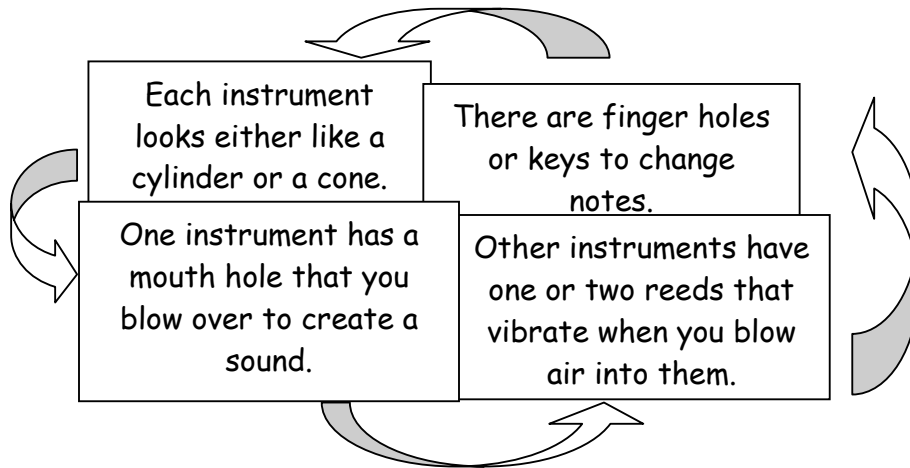 Each instrument
looks either like a
cylinder or a cone.
There are finger holes
or keys to change
notes.
One instrument has a
mouth hole that you
blow over to create a
sound.
Other instruments have
one or two reeds that
vibrate when you blow
air into them.